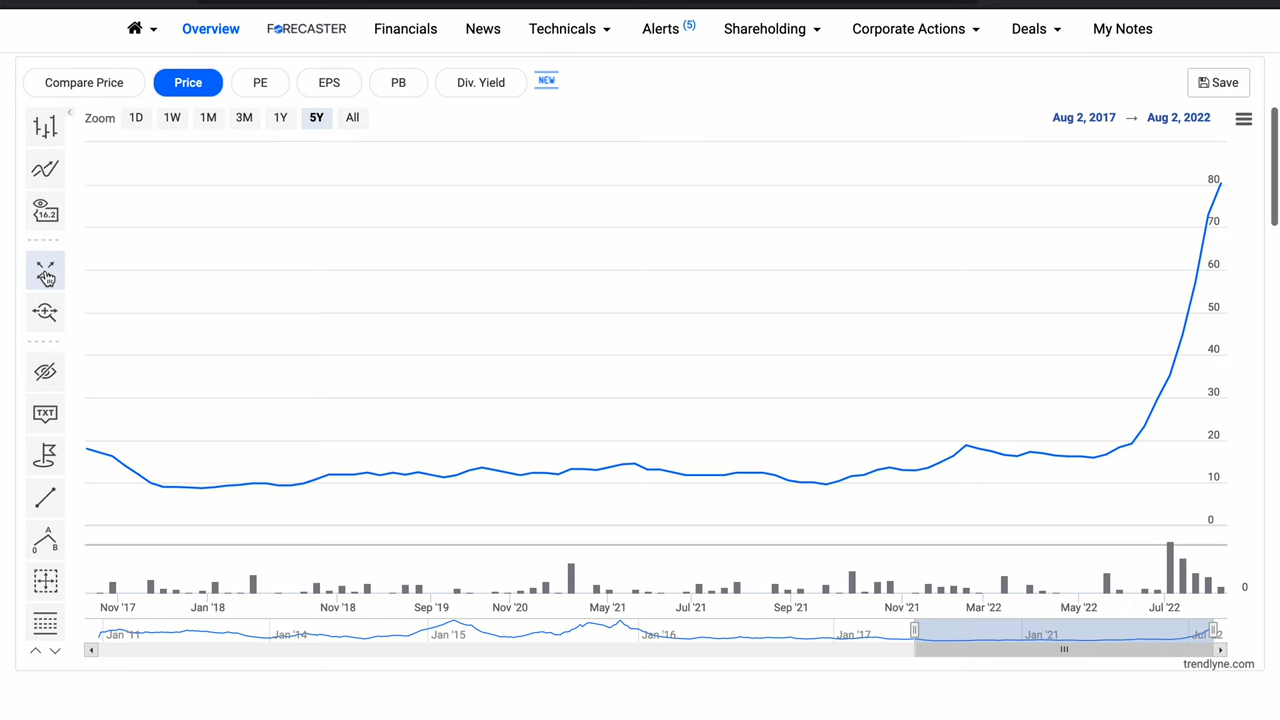 Overview FORECASTER Financials News Technicals Alerts (5) Shareholding Corporate Actions Deals My Notes
Compare Price Price PE EPS PB Div. Yield NEW Save
Zoom 1D 1W 1M 3M 1Y 5Y All Aug 2, 2017 → Aug 2, 2022
80
16.2
70
60
50
40
30
TXT
20
10
0
A
0 B
0
Nov '17 Jan '18 Nov '18 Sep '19 Nov '20 May '21 Jul '21 Sep '21 Nov '21 Mar '22 May '22 Jul '22
Jan '11 Jan '14 Jan '15 Jan '16 Jan '17 Jan '21
trendlyne.com